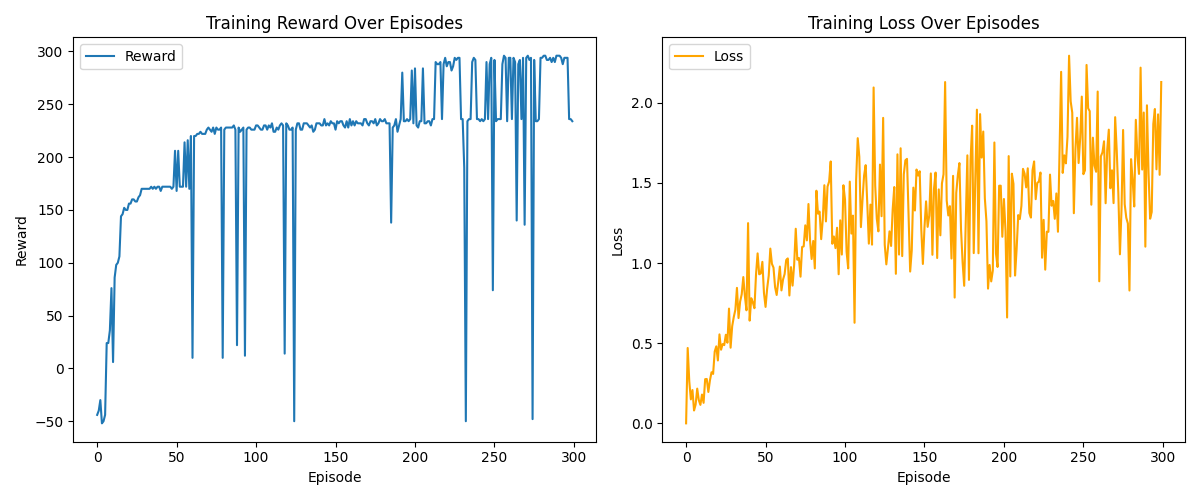 Training Reward Over Episodes
Reward
300
250
200
150
100
50
0
−50
Reward
0 50 100 150 200 250 300
Episode
Training Loss Over Episodes
Loss
2.0
1.5
1.0
0.5
0.0
Loss
0 50 100 150 200 250 300
Episode